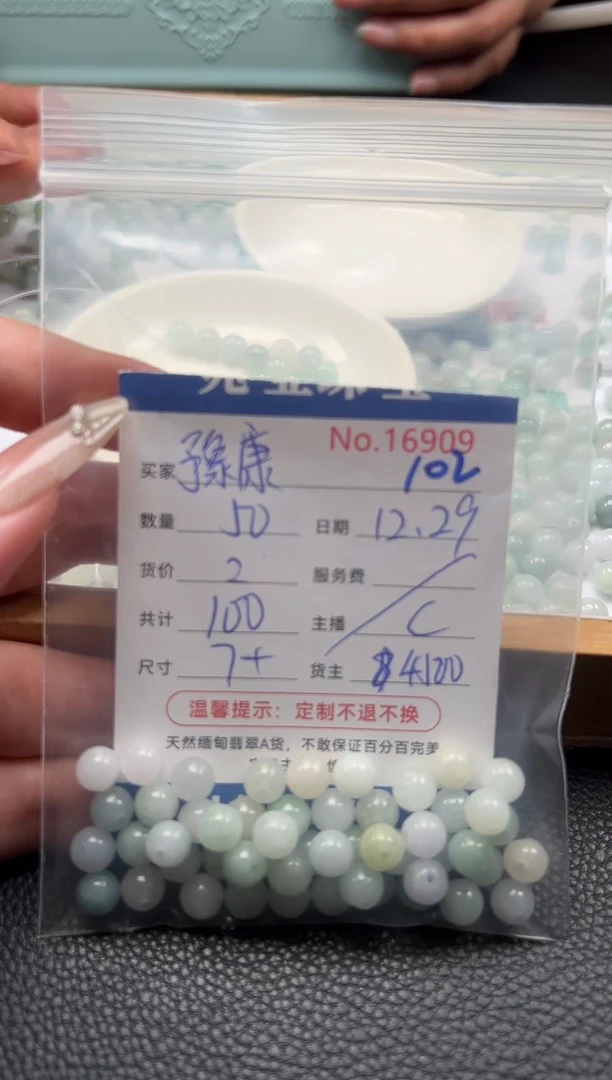 No.16909
买家 豫康 102
数量 50 日期 12.29
货价 2 服务费
共计 100 主播 C
尺寸 7+ 货主 $4100
温馨提示：定制不退不换
天然缅甸翡翠A货，不敢保证百分百完美